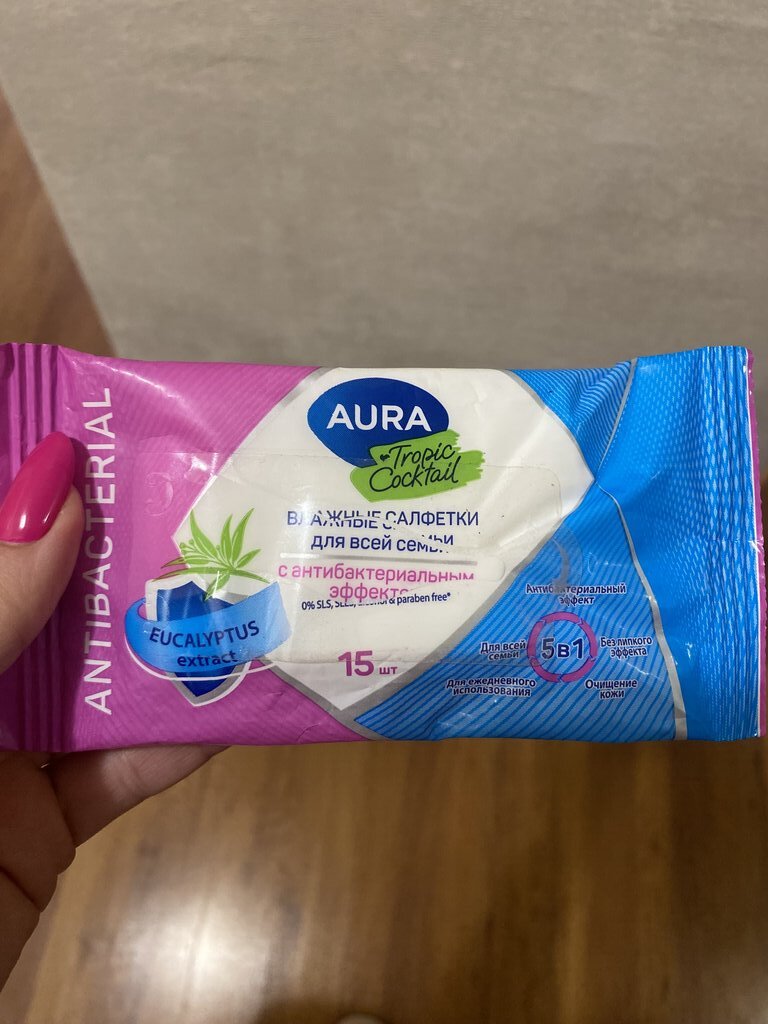 ANTIBACTERIAL
AURA
Tropic
Cocktail
ВЛАЖНЫЕ САЛФЕТКИ
для всей семьи
с антибактериальным
эффекто
0% SLS, SLES, alcohol & paraben free*
EUCALYPTUS
extract
15 шт
Антибактериальный
эффект
Для всей
семьи
5в1
Без липкого
эффекта
Для ежедневного
использования
Очищение
кожи